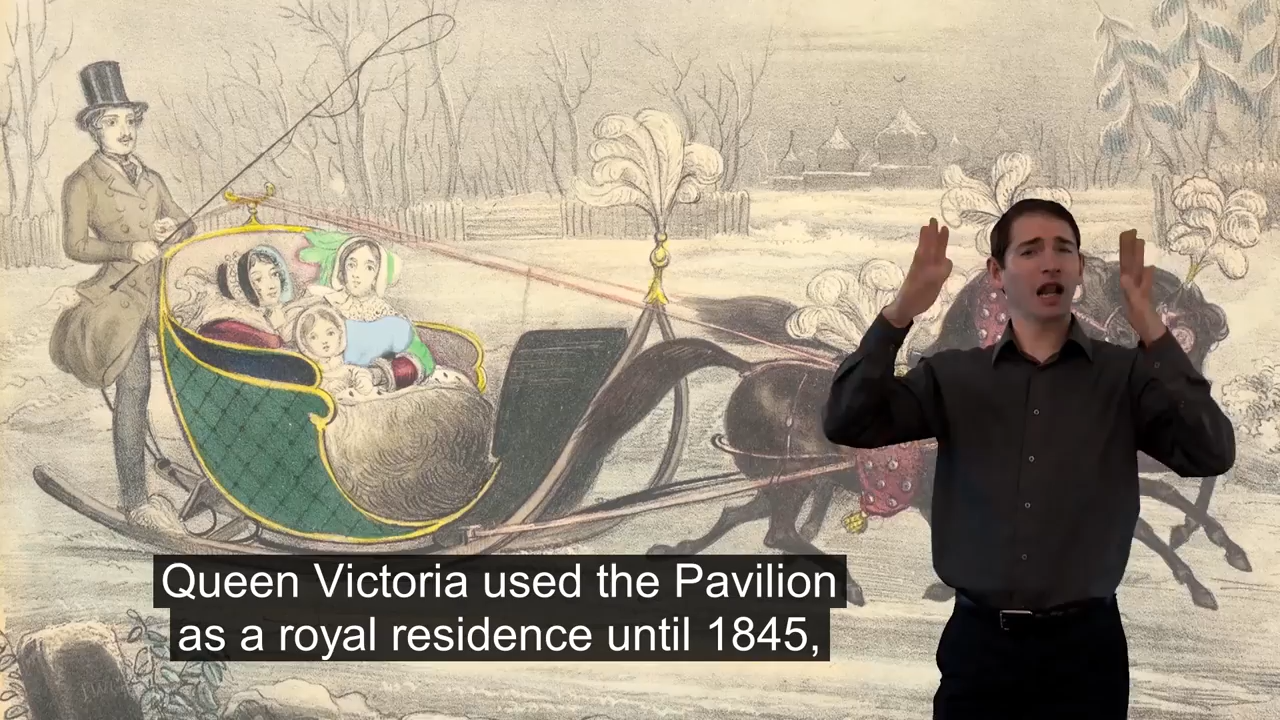 Queen Victoria used the Pavilion
as a royal residence until 1845,